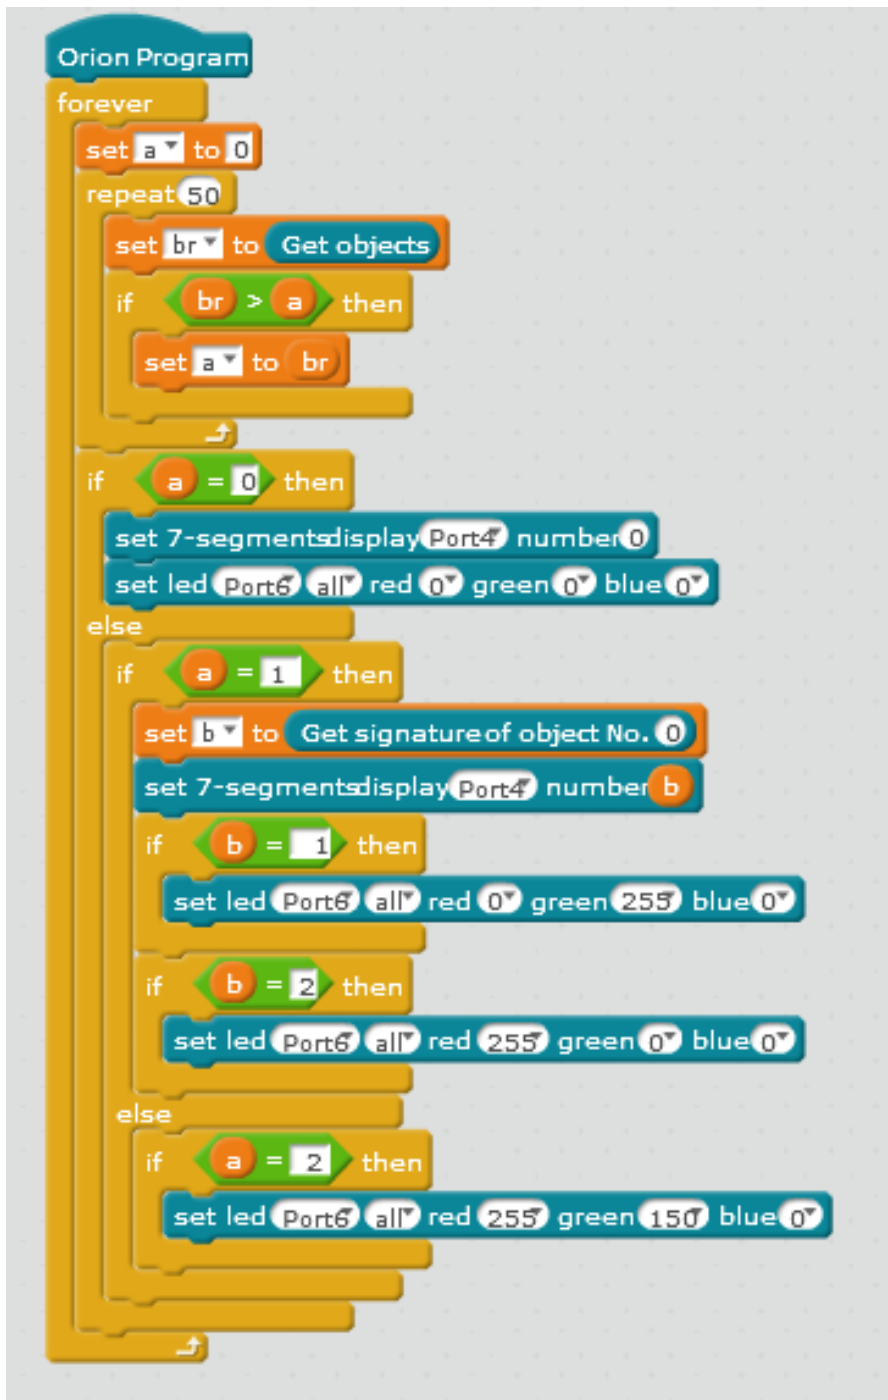 Orion Program
forever
set a to 0
repeat 50
set br to Get objects
if br > a then
set a to br
if a = 0 then
set 7-segmentsdisplay Port4 number 0
set led Port6 all red 0 green 0 blue 0
else
if a = 1 then
set b to Get signature of object No. 0
set 7-segmentsdisplay Port4 number b
if b = 1 then
set led Port6 all red 0 green 255 blue 0
if b = 2 then
set led Port6 all red 255 green 0 blue 0
else
if a = 2 then
set led Port6 all red 255 green 150 blue 0